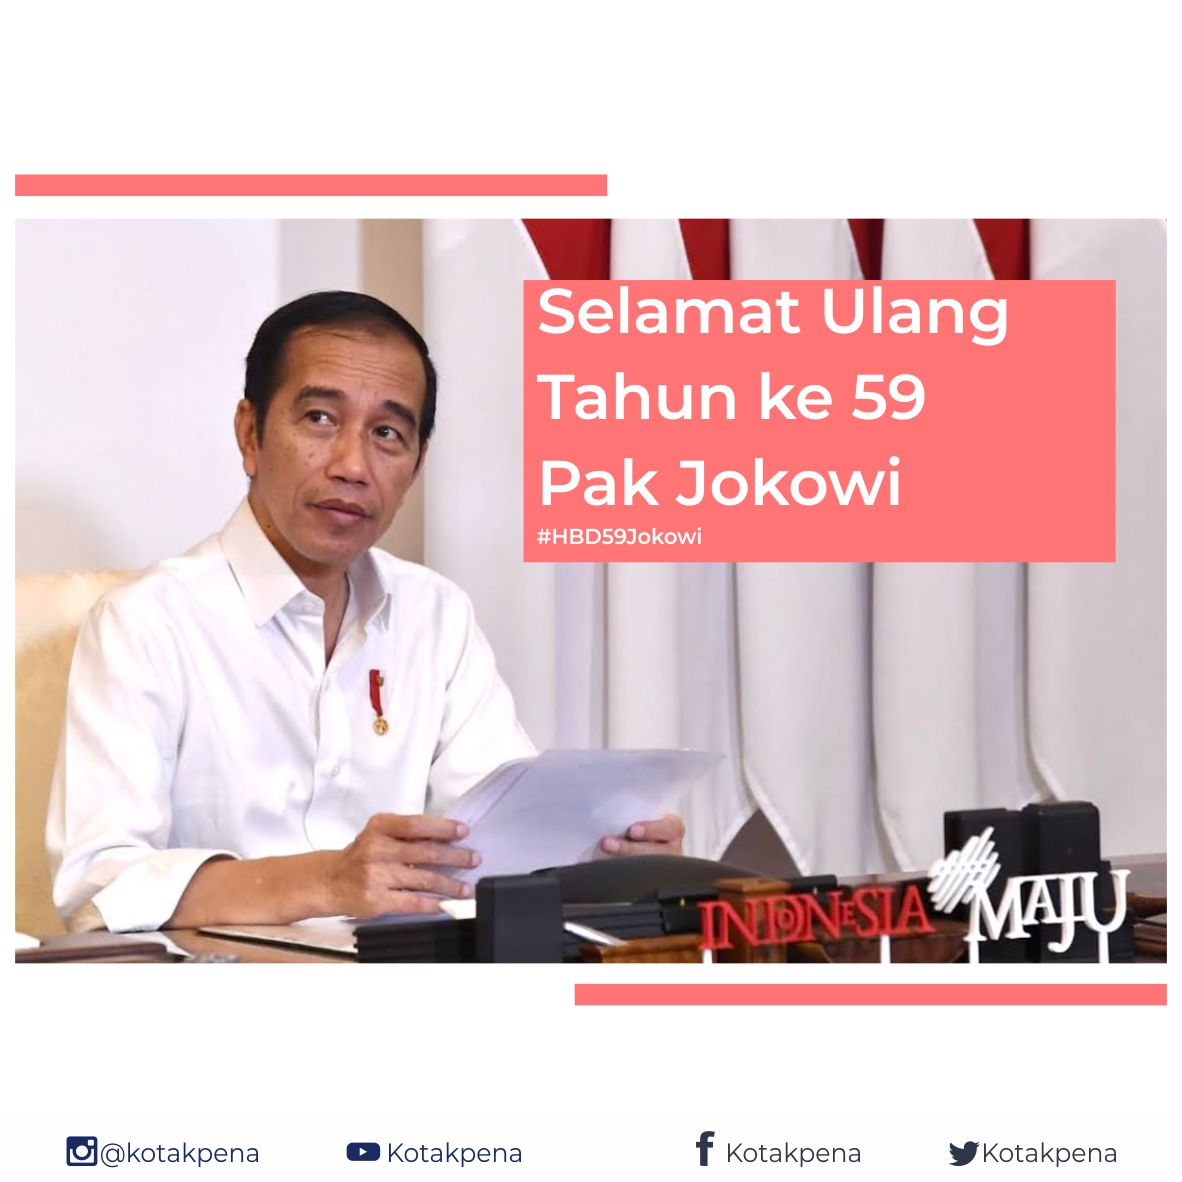 Selamat Ulang
Tahun ke 59
Pak Jokowi
#HBD59Jokowi
INDONESIA MAJU
@kotakpena Kotakpena Kotakpena Kotakpena